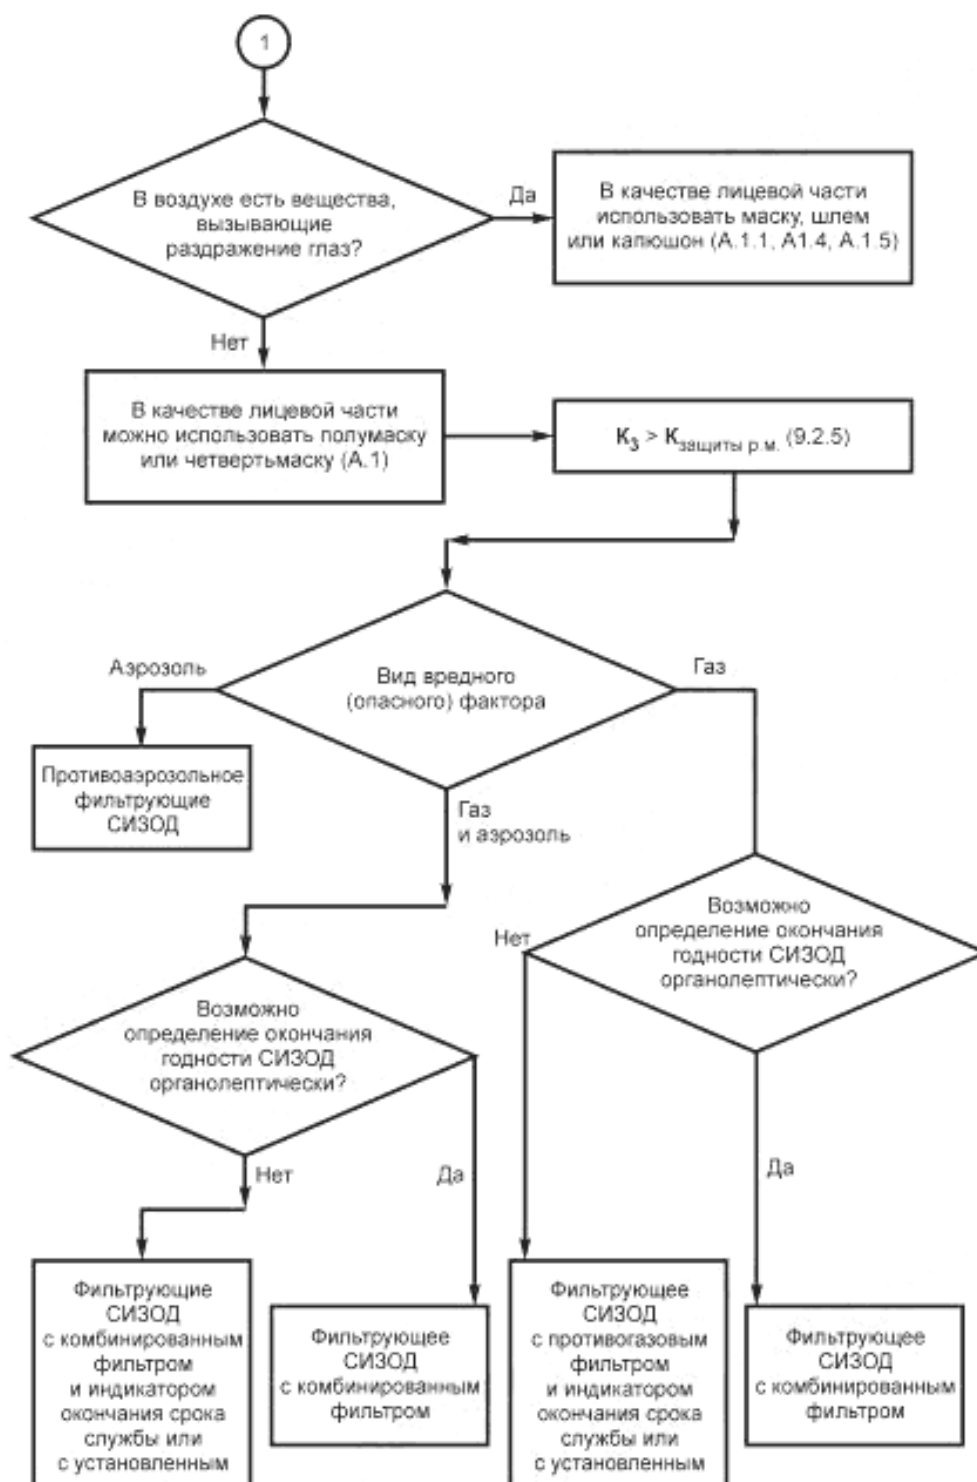 1
В воздухе есть вещества,
вызывающие
раздражение глаз?
Да
В качестве лицевой части
использовать маску, шлем
или капюшон (А.1.1, А1.4, А.1.5)
Нет
В качестве лицевой части
можно использовать полумаску
или четвертьмаску (А.1)
К₃ > К защиты р.м. (9.2.5)
Вид вредного
(опасного) фактора
Аэрозоль
Газ
Противоаэрозольное
фильтрующие
СИЗОД
Газ
и аэрозоль
Возможно
определение окончания
годности СИЗОД
органолептически?
Нет
Возможно
определение окончания
годности СИЗОД
органолептически?
Нет
Да
Да
Фильтрующие
СИЗОД
с комбинированным
фильтром
и индикатором
окончания срока
службы или
с установленным
Фильтрующее
СИЗОД
с комбинированным
фильтром
Фильтрующее
СИЗОД
с противогазовым
фильтром
и индикатором
окончания срока
службы или
с установленным
Фильтрующее
СИЗОД
с комбинированным
фильтром